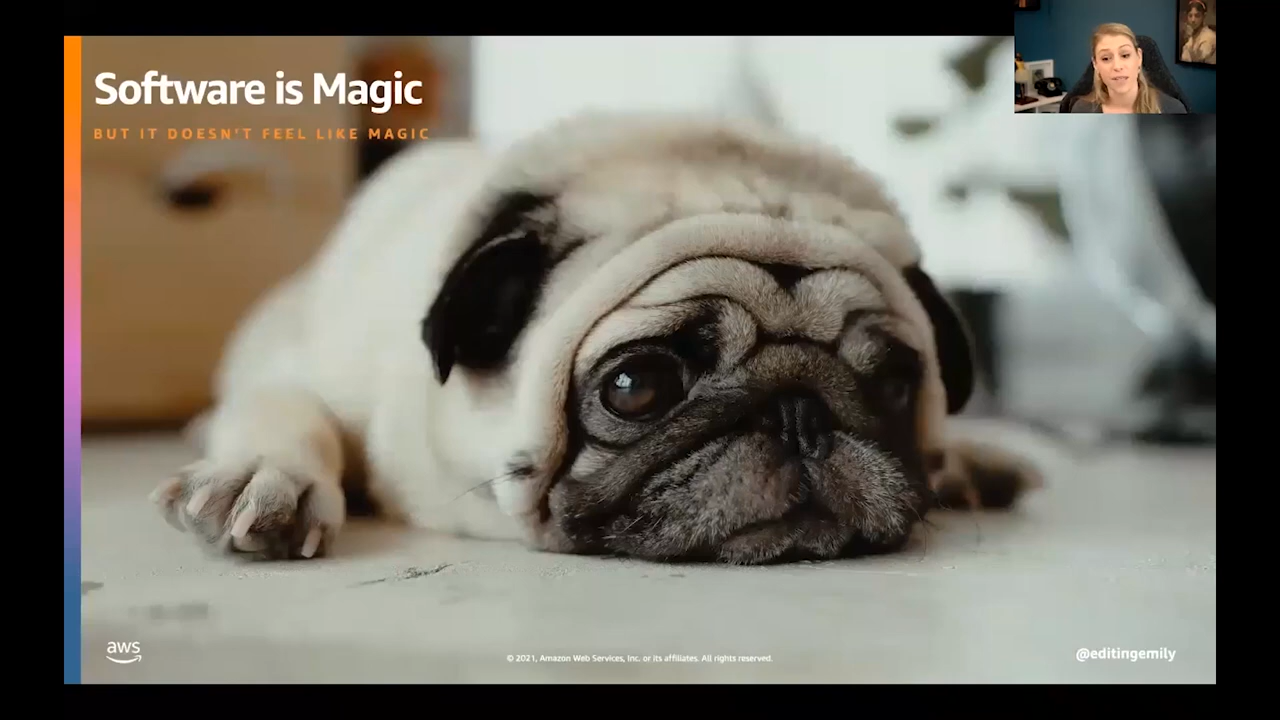 Software is Magic
BUT IT DOESN'T FEEL LIKE MAGIC
aws
© 2021, Amazon Web Services, Inc. or its affiliates. All rights reserved.
@editingemily